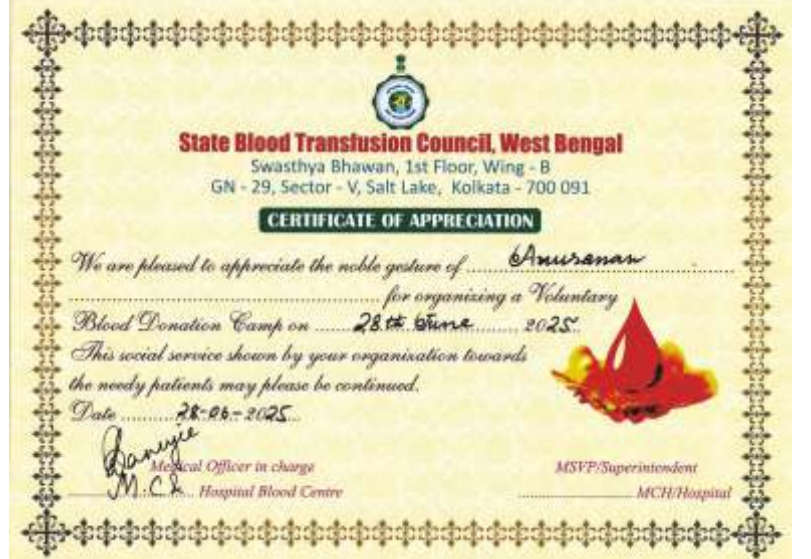 State Blood Transfusion Council, West Bengal
Swasthya Bhawan, 1st Floor, Wing - B
GN - 29, Sector - V, Salt Lake, Kolkata - 700 091
CERTIFICATE OF APPRECIATION
We are pleased to appreciate the noble gesture of Anuranan
for organizing a Voluntary
Blood Donation Camp on 28th June 2025
This social service shown by your organization towards
the needy patients may please be continued.
Date 28-06-2025
Banerjie
Medical Officer in charge MSVP/Superintendent
M.C.h Hospital Blood Centre MCH/Hospital